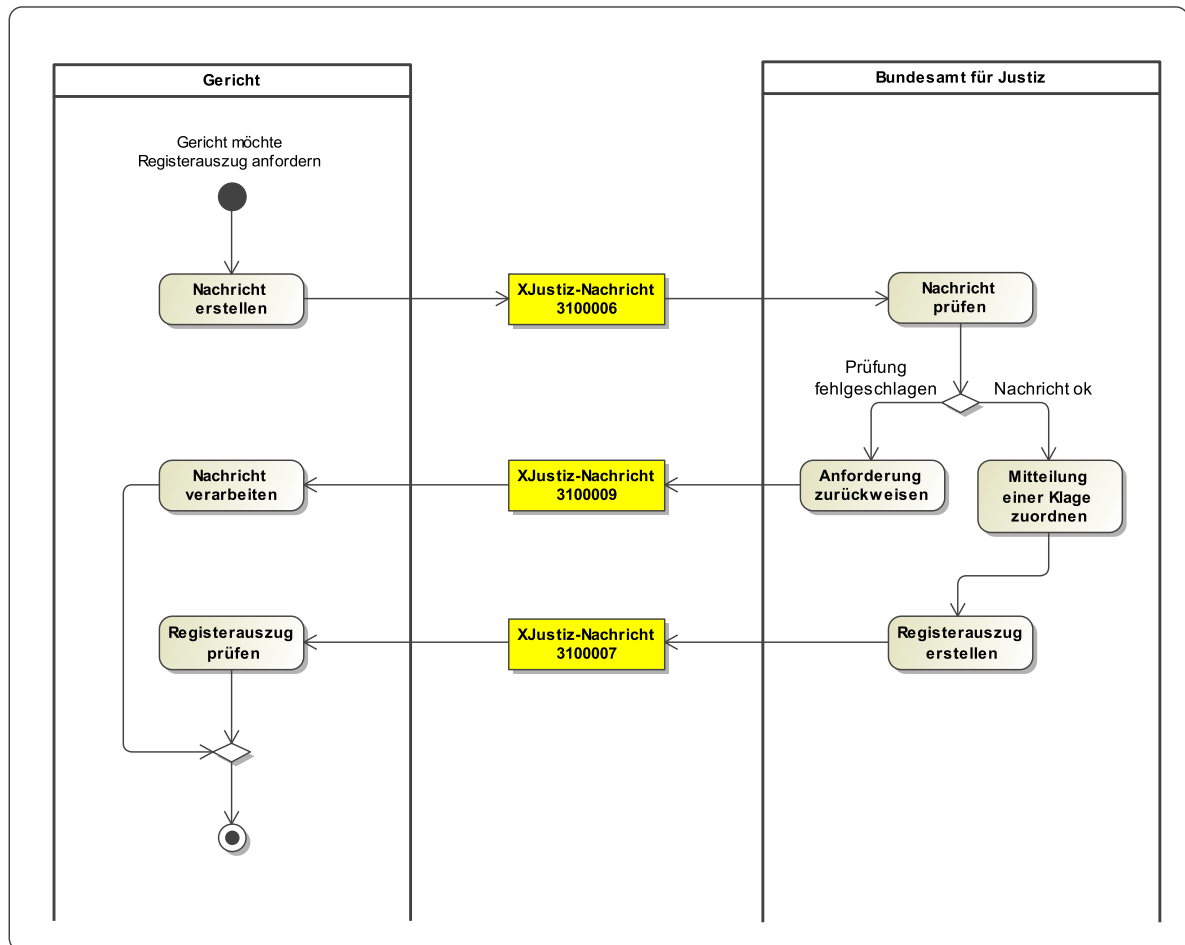 Gericht
Bundesamt für Justiz
Gericht möchte
Registerauszug anfordern
Nachricht
erstellen
XJustiz-Nachricht
3100006
Nachricht
prüfen
Prüfung
fehlgeschlagen
Nachricht ok
Nachricht
verarbeiten
XJustiz-Nachricht
3100009
Anforderung
zurückweisen
Mitteilung
einer Klage
zuordnen
Registerauszug
prüfen
XJustiz-Nachricht
3100007
Registerauszug
erstellen